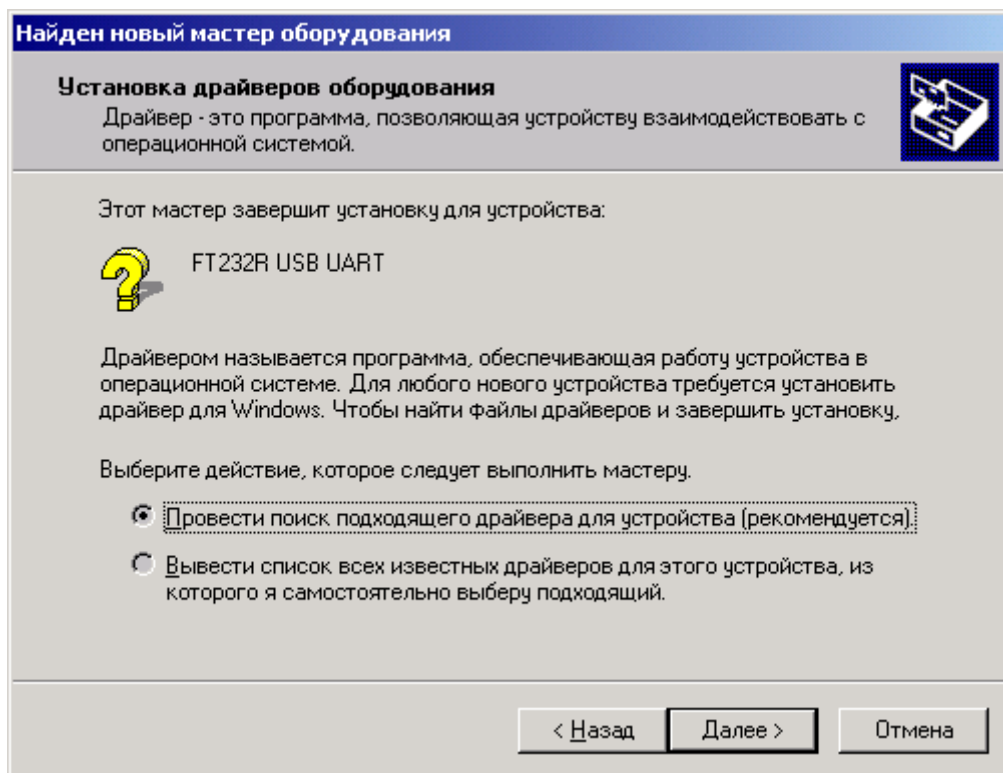 Найден новый мастер оборудования
Установка драйверов оборудования
Драйвер - это программа, позволяющая устройству взаимодействовать с
операционной системой.
Этот мастер завершит установку для устройства:
FT232R USB UART
Драйвером называется программа, обеспечивающая работу устройства в
операционной системе. Для любого нового устройства требуется установить
драйвер для Windows. Чтобы найти файлы драйверов и завершить установку,
Выберите действие, которое следует выполнить мастеру.
Провести поиск подходящего драйвера для устройства (рекомендуется).
Вывести список всех известных драйверов для этого устройства, из
которого я самостоятельно выберу подходящий.
< Назад
Далее >
Отмена